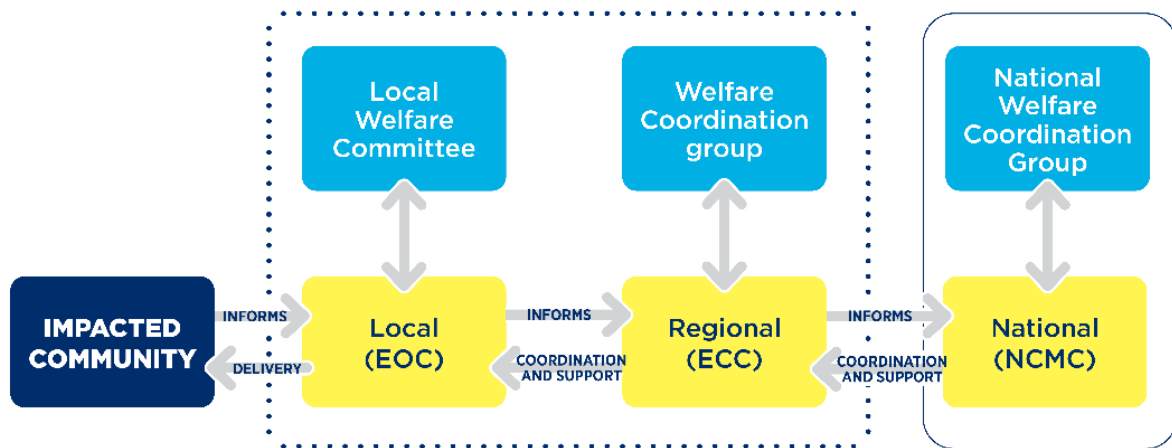 Local
Welfare
Committee
Welfare
Coordination
group
National
Welfare
Coordination
Group
IMPACTED
COMMUNITY
INFORMS
DELIVERY
Local
(EOC)
INFORMS
COORDINATION
AND SUPPORT
Regional
(ECC)
INFORMS
COORDINATION
AND SUPPORT
National
(NCMC)